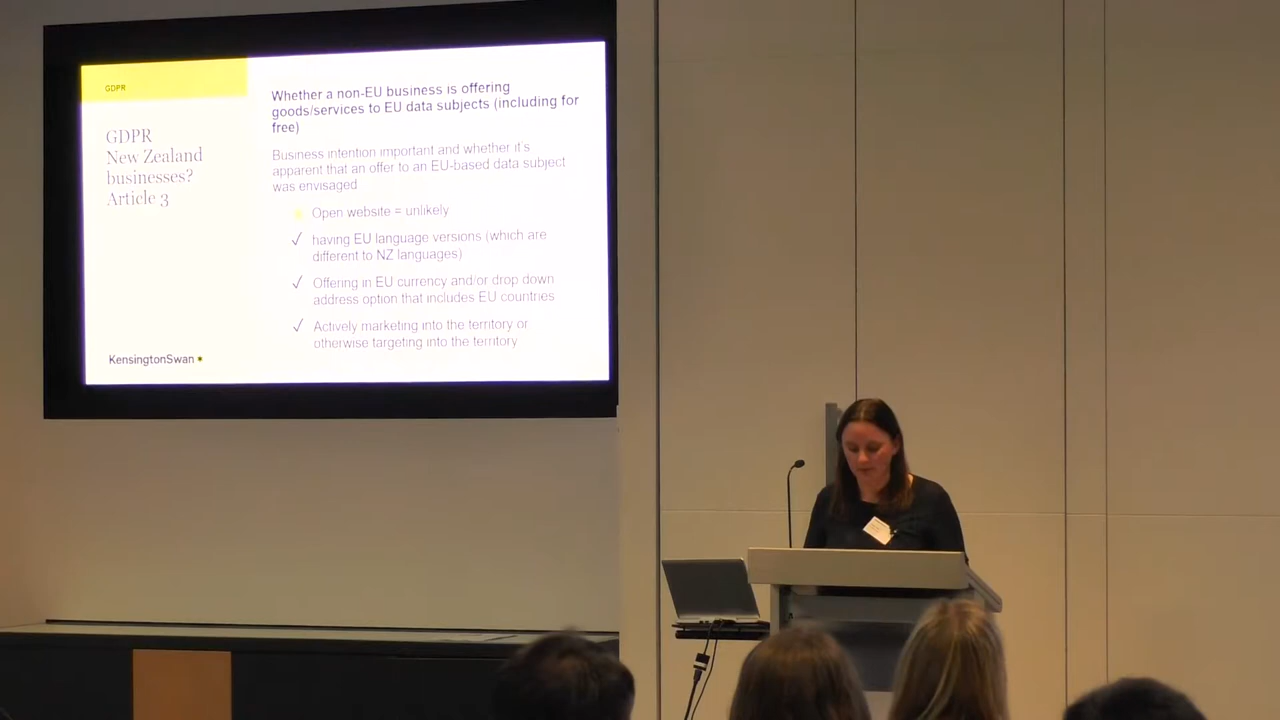 GDPR
GDPR
New Zealand
businesses?
Article 3
Whether a non-EU business is offering
goods/services to EU data subjects (including for
free)
Business intention important and whether it's
apparent that an offer to an EU-based data subject
was envisaged
Open website = unlikely
✓ having EU language versions (which are
different to NZ languages)
✓ Offering in EU currency and/or drop down
address option that includes EU countries
✓ Actively marketing into the territory or
otherwise targeting into the territory
KensingtonSwan